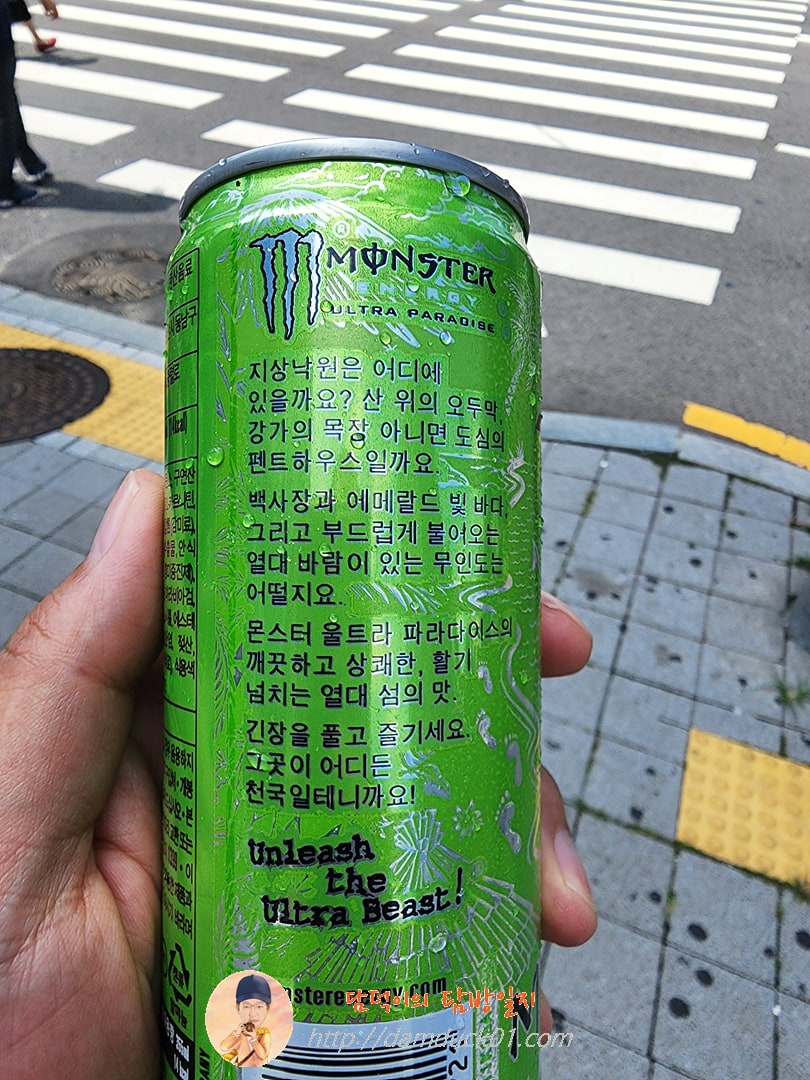 MONSTER
ENERGY
ULTRA PARADISE
지상낙원은 어디에
있을까요? 산 위의 오두막,
강가의 목장 아니면 도심의
펜트하우스일까요.
백사장과 에메랄드 빛 바다,
그리고 부드럽게 불어오는
열대 바람이 있는 무인도는
어떨지요.
몬스터 울트라 파라다이스의
깨끗하고 상쾌한, 활기
넘치는 열대 섬의 맛.
긴장을 풀고 즐기세요.
그곳이 어디든
천국일테니까요!
Unleash
the
Ultra Beast!
nsterenergy.com
담덕이의 탐방일지
http://damduck01.com